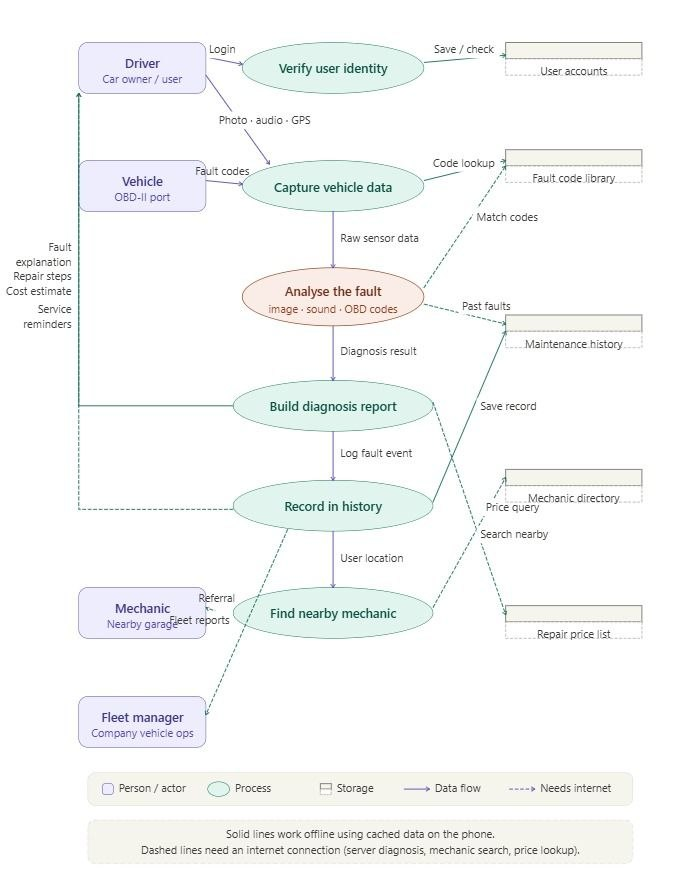 Driver
Car owner / user
Login
Verify user identity
Save / check
User accounts
Photo · audio · GPS
Vehicle
OBD-II port
Fault codes
Capture vehicle data
Code lookup
Fault code library
Match codes
Raw sensor data
Fault
explanation
Repair steps
Cost estimate
Service
reminders
Analyse the fault
image · sound · OBD codes
Past faults
Maintenance history
Diagnosis result
Build diagnosis report
Save record
Log fault event
Record in history
Mechanic directory
Price query
Search nearby
User location
Mechanic
Nearby garage
Referral
Fleet reports
Find nearby mechanic
Repair price list
Fleet manager
Company vehicle ops
Person / actor
Process
Storage
Data flow
Needs internet
Solid lines work offline using cached data on the phone.
Dashed lines need an internet connection (server diagnosis, mechanic search, price lookup).